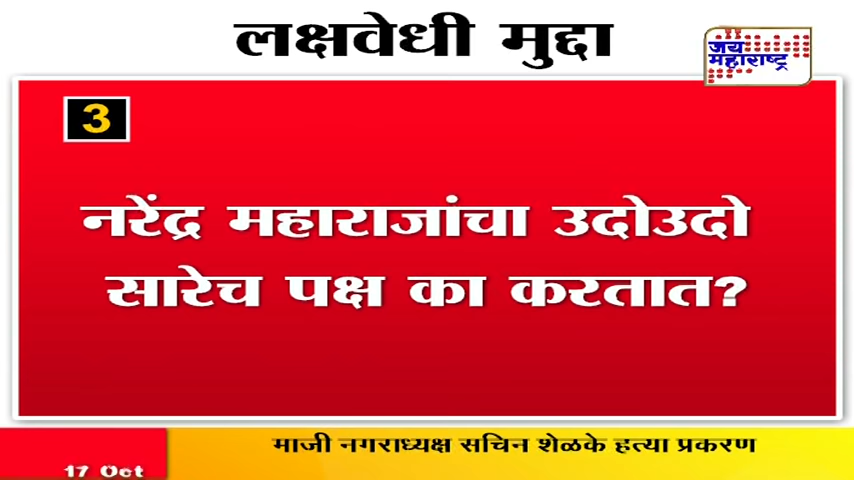 लक्षवेधी मुद्दा
जय
महाराष्ट्र
3
नरेंद्र महाराजांचा उदोउदो
सारेच पक्ष का करतात?
माजी नगराध्यक्ष सचिन शेळके हत्या प्रकरण
17 Oct